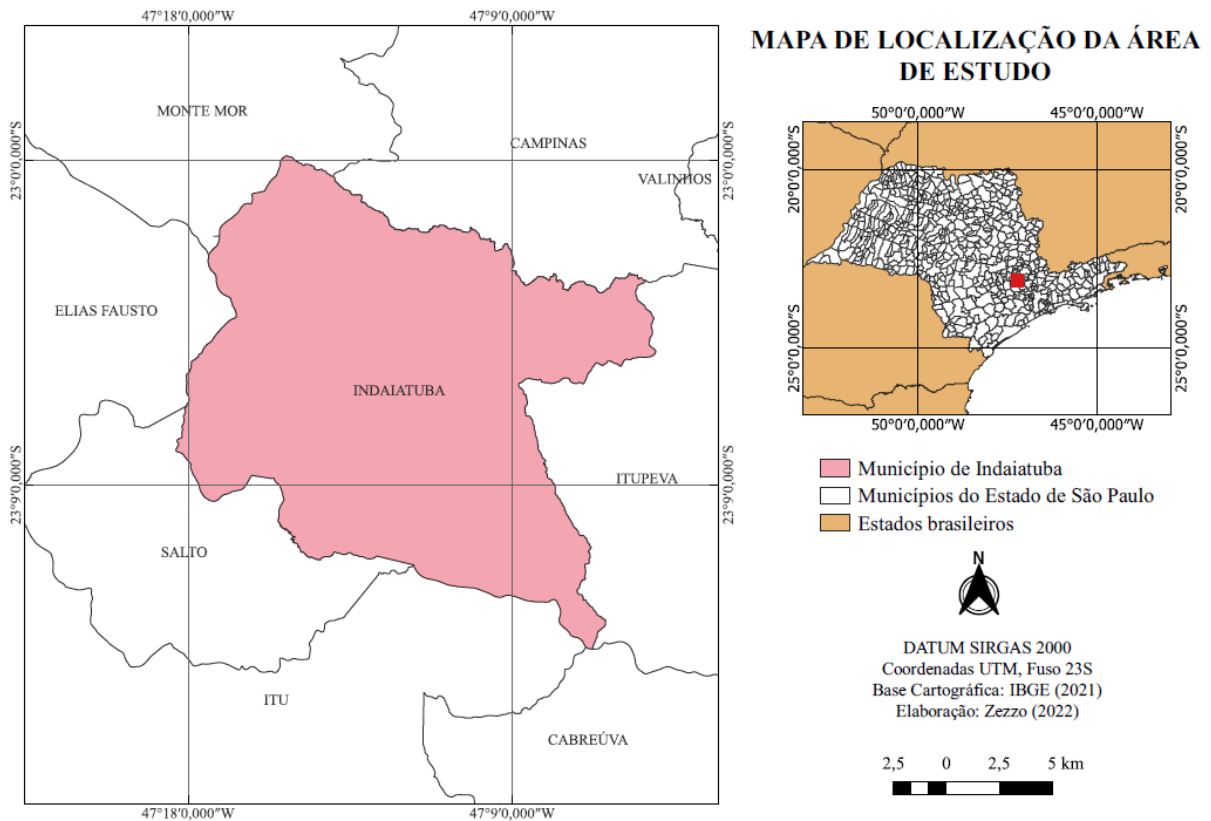 47°18'0,000"W
47°9'0,000"W
MONTE MOR
CAMPINAS
VALINHOS
23°0'0,000"S
23°0'0,000"S
ELIAS FAUSTO
INDAIATUBA
ITUPEVA
23°9'0,000"S
23°9'0,000"S
SALTO
ITU
CABREÚVA
47°18'0,000"W
47°9'0,000"W
MAPA DE LOCALIZAÇÃO DA ÁREA
DE ESTUDO
50°0'0,000"W
45°0'0,000"W
20°0'0,000"S
20°0'0,000"S
25°0'0,000"S
25°0'0,000"S
50°0'0,000"W
45°0'0,000"W
Município de Indaiatuba
Municípios do Estado de São Paulo
Estados brasileiros
N
DATUM SIRGAS 2000
Coordenadas UTM, Fuso 23S
Base Cartográfica: IBGE (2021)
Elaboração: Zezzo (2022)
2,5 0 2,5 5 km